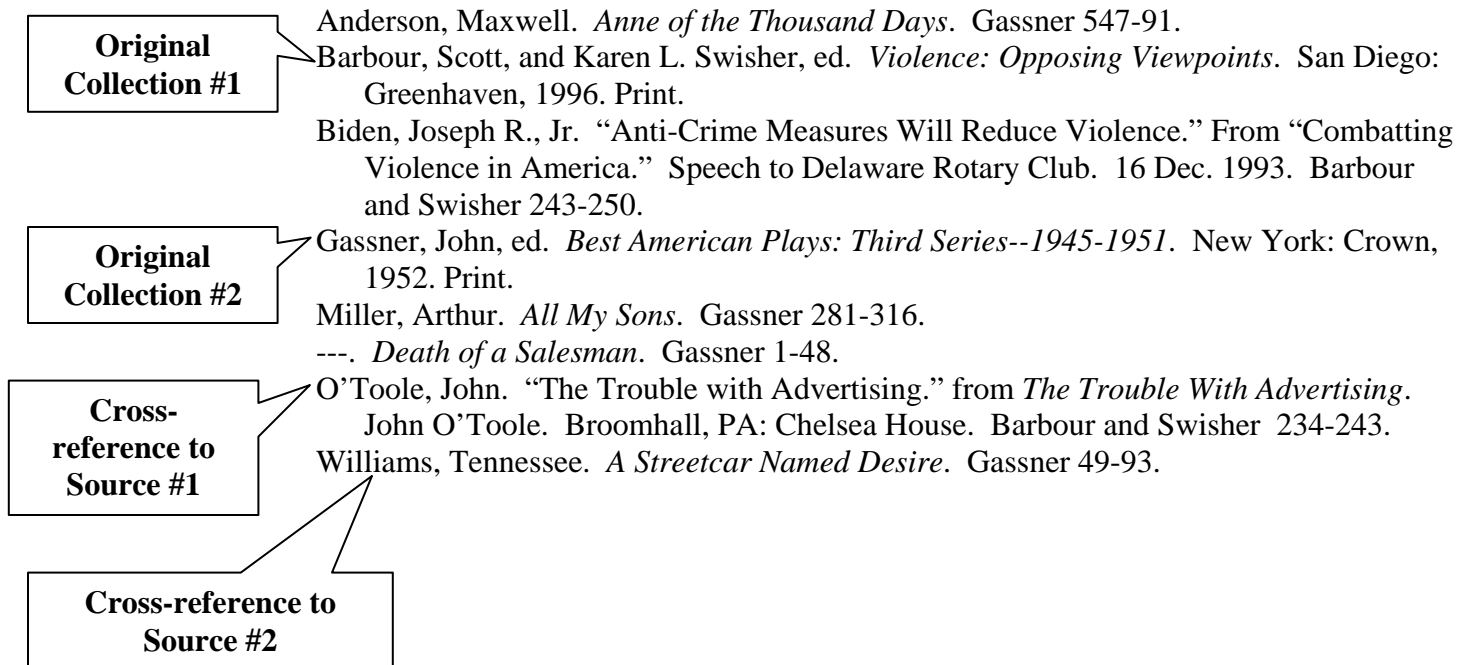 Anderson, Maxwell.  Anne of the Thousand Days.  Gassner 547-91.
Original
Collection #1
Barbour, Scott, and Karen L. Swisher, ed.  Violence: Opposing Viewpoints.  San Diego:
Greenhaven, 1996. Print.
Biden, Joseph R., Jr.  “Anti-Crime Measures Will Reduce Violence.” From “Combatting
Violence in America.”  Speech to Delaware Rotary Club.  16 Dec. 1993.  Barbour
and Swisher 243-250.
Original
Collection #2
Gassner, John, ed.  Best American Plays: Third Series--1945-1951.  New York: Crown,
1952. Print.
Miller, Arthur.  All My Sons.  Gassner 281-316.
---.  Death of a Salesman.  Gassner 1-48.
Cross-
reference to
Source #1
O’Toole, John.  “The Trouble with Advertising.” from The Trouble With Advertising.
John O’Toole.  Broomhall, PA: Chelsea House.  Barbour and Swisher  234-243.
Williams, Tennessee.  A Streetcar Named Desire.  Gassner 49-93.
Cross-reference to
Source #2